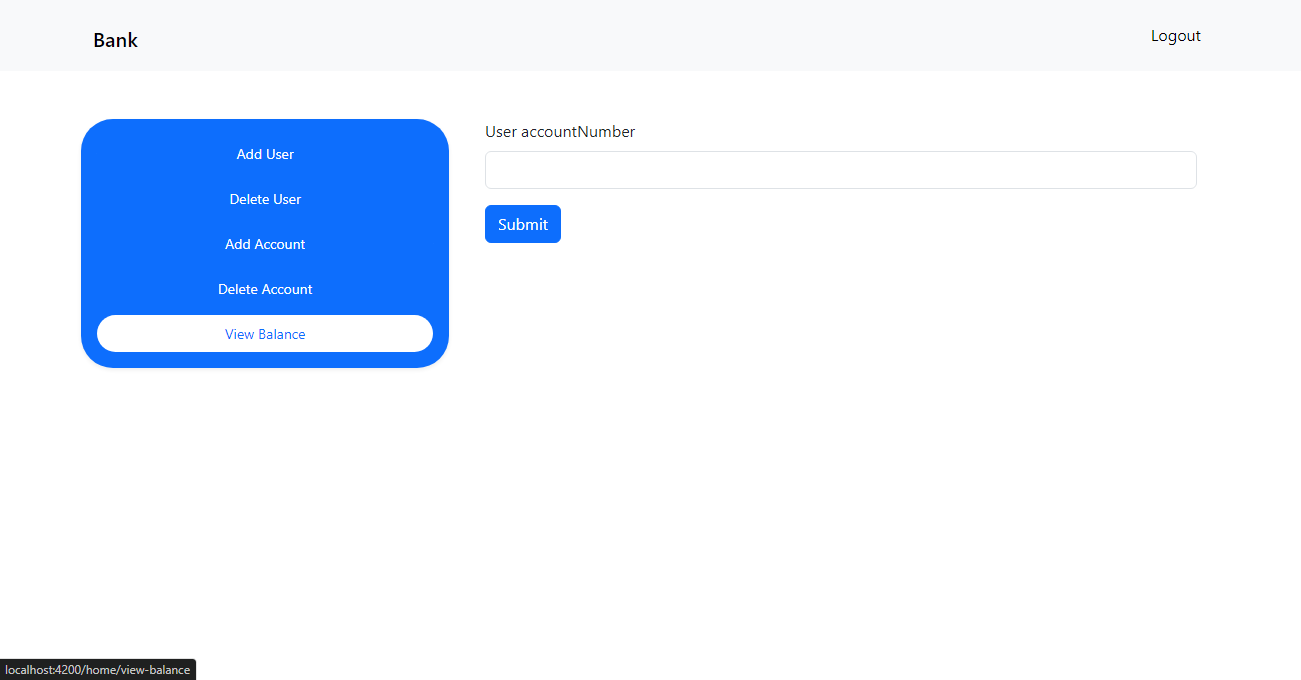 Bank
Logout
Add User
Delete User
Add Account
Delete Account
View Balance
User accountNumber
Submit
localhost:4200/home/view-balance